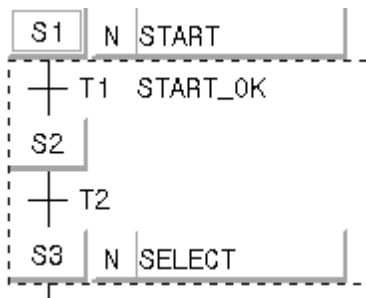 S1 N START
T1 START_OK
S2
T2
S3 N SELECT